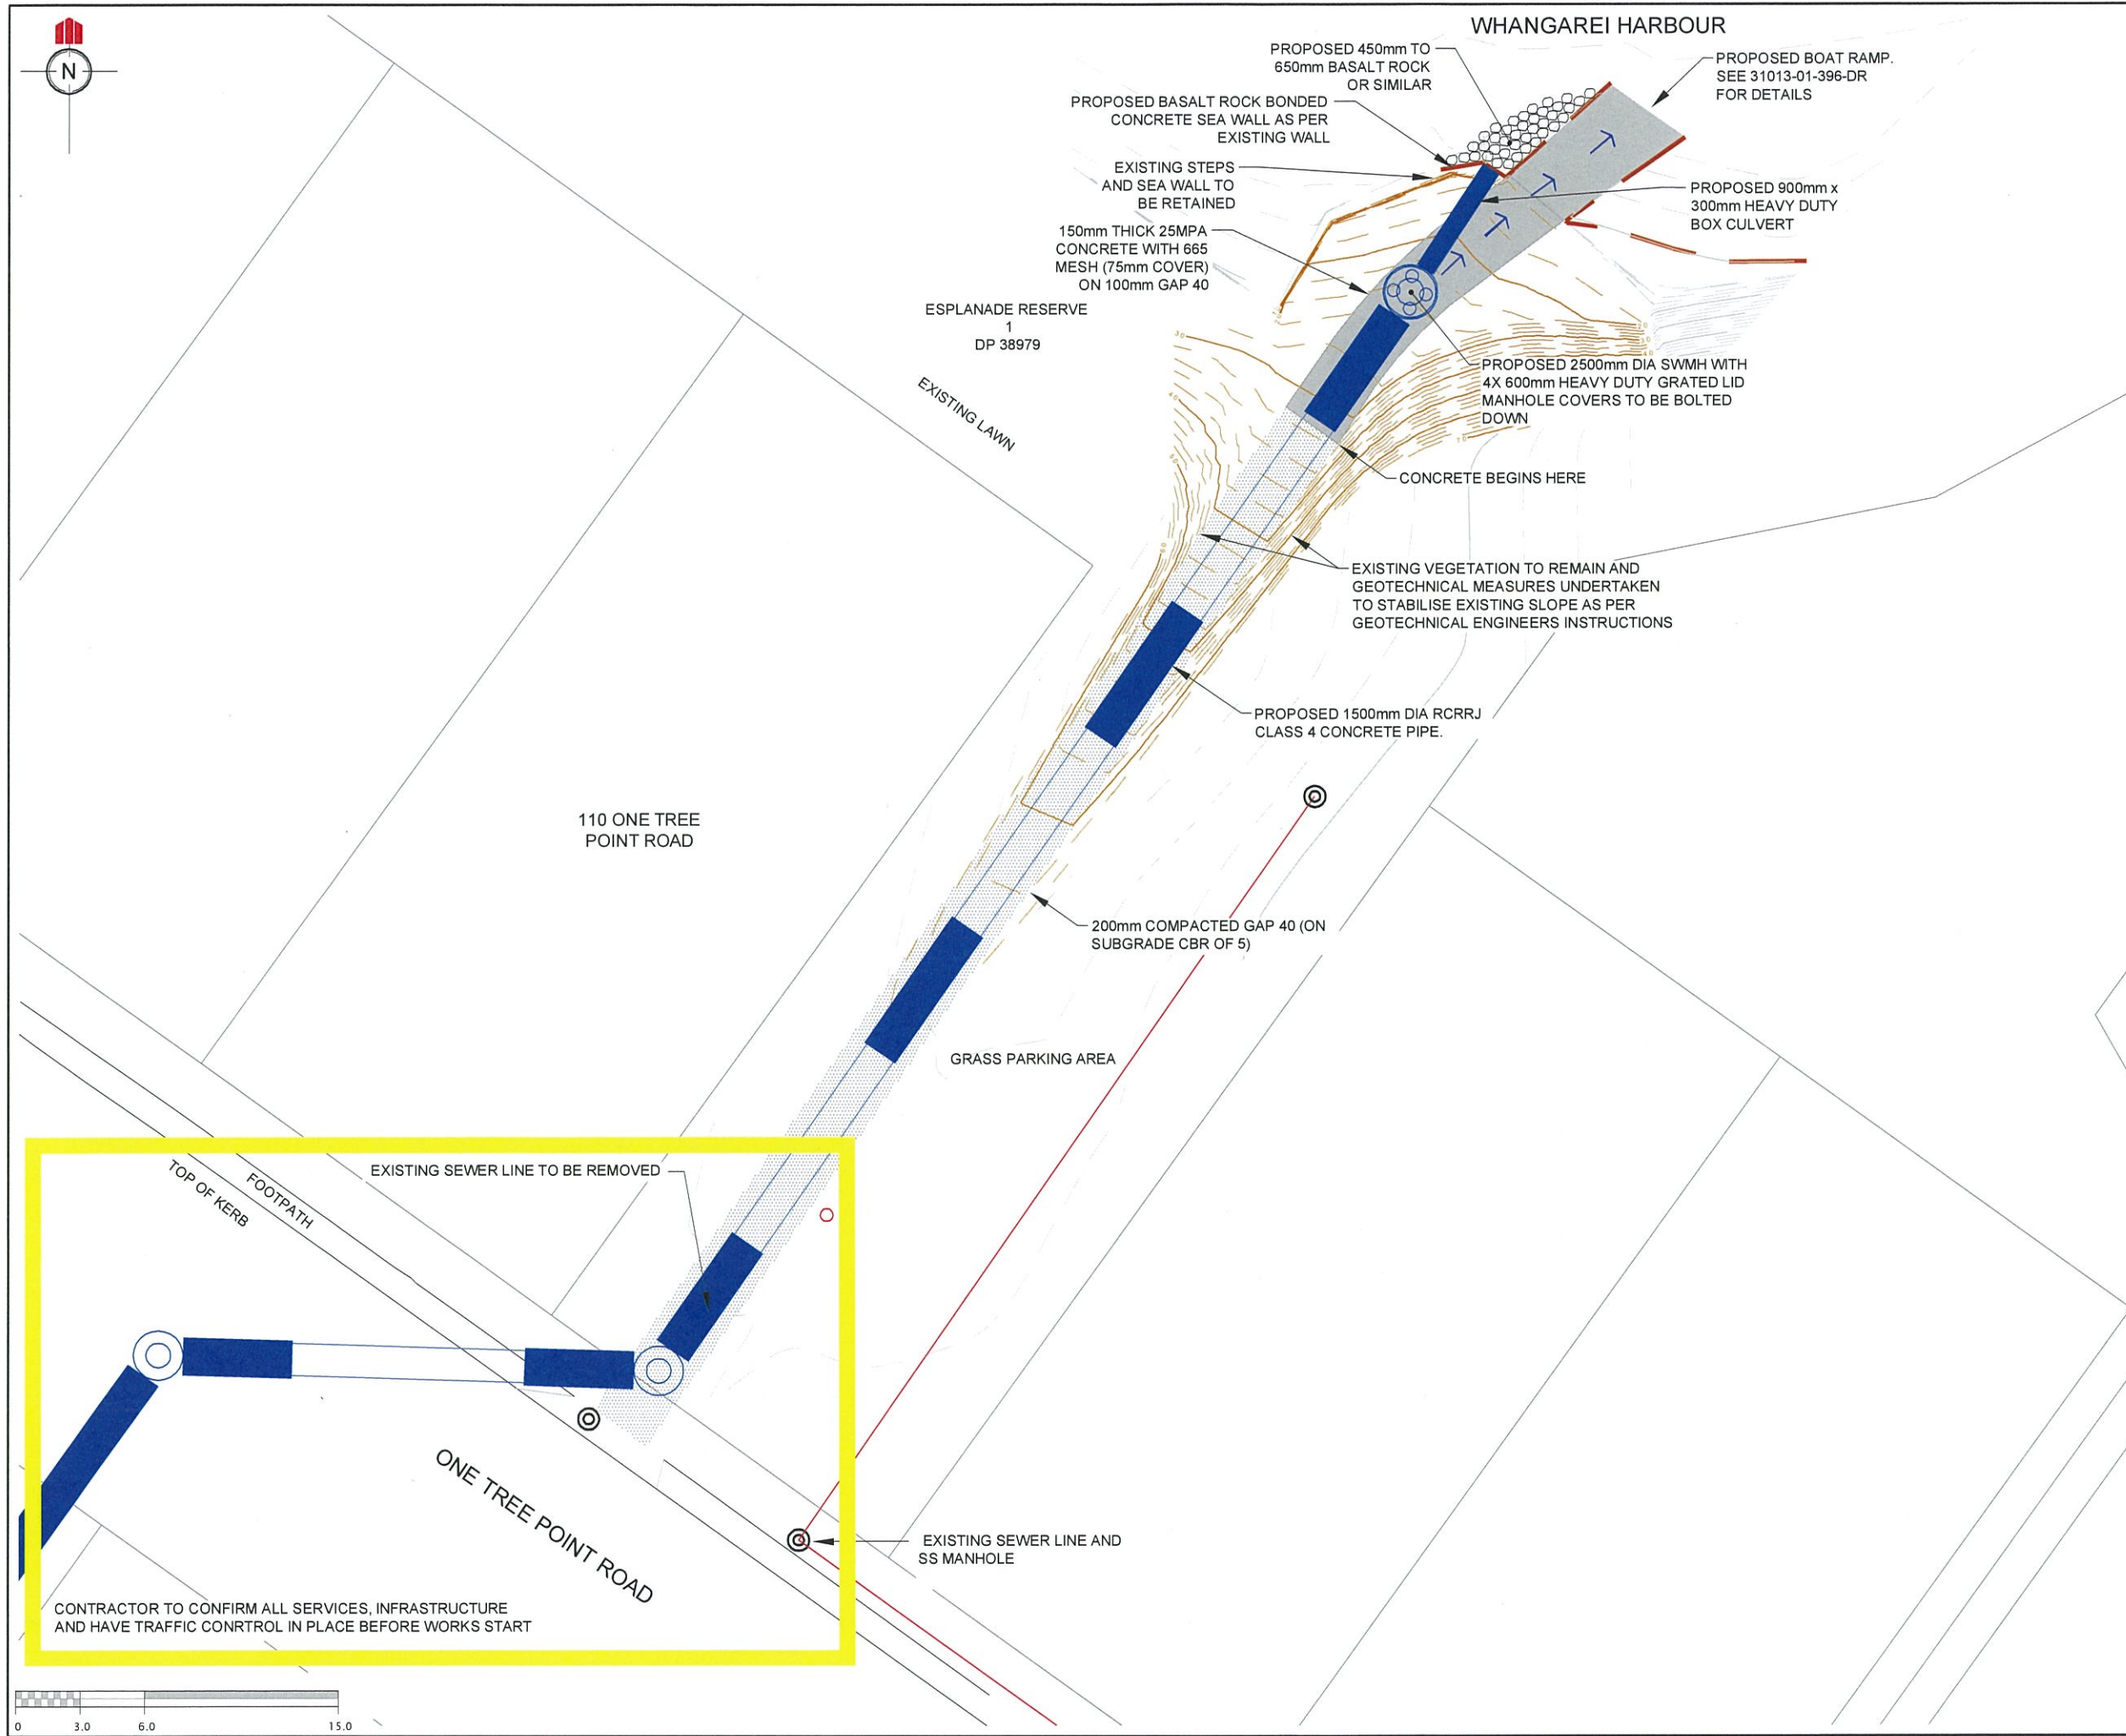 N
WHANGAREI HARBOUR
PROPOSED 450mm TO
650mm BASALT ROCK
OR SIMILAR
PROPOSED BOAT RAMP.
SEE 31013-01-396-DR
FOR DETAILS
PROPOSED BASALT ROCK BONDED
CONCRETE SEA WALL AS PER
EXISTING WALL
EXISTING STEPS
AND SEA WALL TO
BE RETAINED
PROPOSED 900mm x
300mm HEAVY DUTY
BOX CULVERT
150mm THICK 25MPA
CONCRETE WITH 665
MESH (75mm COVER)
ON 100mm GAP 40
ESPLANADE RESERVE
1
DP 38979
PROPOSED 2500mm DIA SWMH WITH
4X 600mm HEAVY DUTY GRATED LID
MANHOLE COVERS TO BE BOLTED
DOWN
EXISTING LAWN
CONCRETE BEGINS HERE
EXISTING VEGETATION TO REMAIN AND
GEOTECHNICAL MEASURES UNDERTAKEN
TO STABILISE EXISTING SLOPE AS PER
GEOTECHNICAL ENGINEERS INSTRUCTIONS
PROPOSED 1500mm DIA RCRRJ
CLASS 4 CONCRETE PIPE.
110 ONE TREE
POINT ROAD
200mm COMPACTED GAP 40 (ON
SUBGRADE CBR OF 5)
GRASS PARKING AREA
EXISTING SEWER LINE TO BE REMOVED
FOOTPATH
TOP OF KERB
ONE TREE POINT ROAD
EXISTING SEWER LINE AND
SS MANHOLE
CONTRACTOR TO CONFIRM ALL SERVICES, INFRASTRUCTURE
AND HAVE TRAFFIC CONRTROL IN PLACE BEFORE WORKS START
0 3.0 6.0 15.0